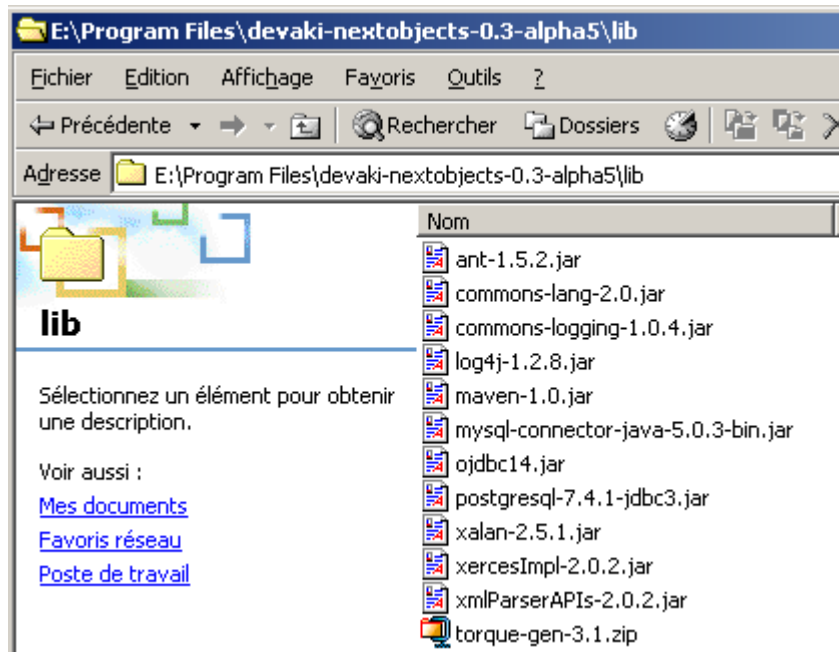 E:\Program Files\devaki-nextobjects-0.3-alpha5\lib
Fichier Edition Affichage Favoris Outils ?
Précédente Rechercher Dossiers
Adresse E:\Program Files\devaki-nextobjects-0.3-alpha5\lib
lib
Sélectionnez un élément pour obtenir
une description.
Voir aussi :
Mes documents
Favoris réseau
Poste de travail
Nom
ant-1.5.2.jar
commons-lang-2.0.jar
commons-logging-1.0.4.jar
log4j-1.2.8.jar
maven-1.0.jar
mysql-connector-java-5.0.3-bin.jar
ojdbc14.jar
postgresql-7.4.1-jdbc3.jar
xalan-2.5.1.jar
xercesImpl-2.0.2.jar
xmlParserAPIs-2.0.2.jar
torque-gen-3.1.zip